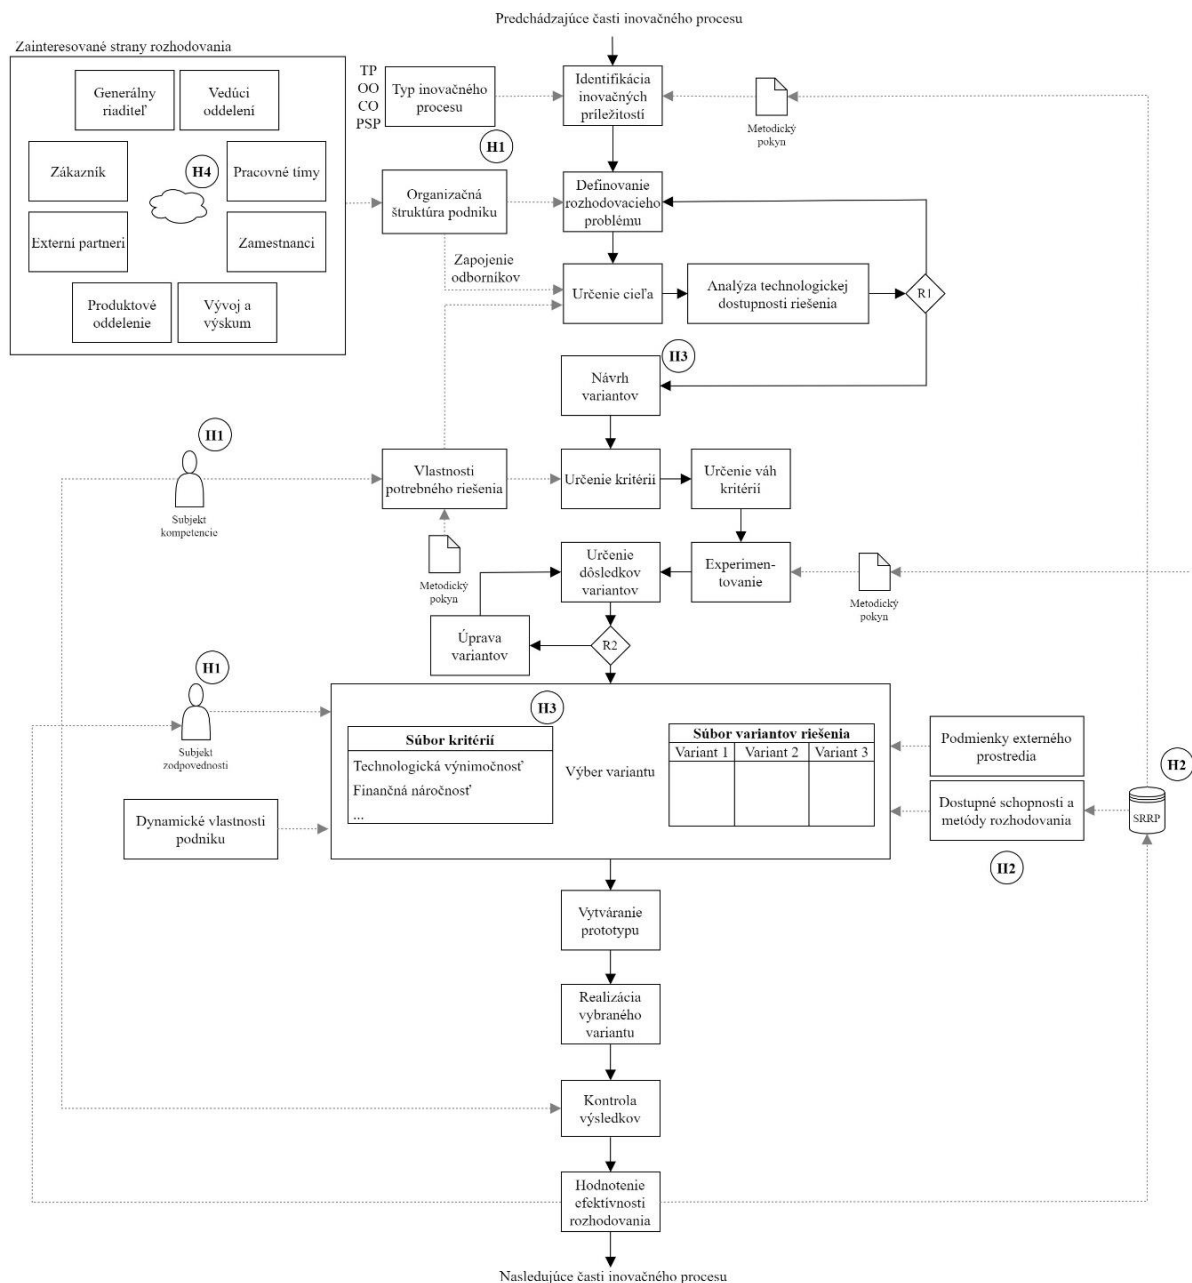 Predchádzajúce časti inovačného procesu
Zainteresované strany rozhodovania
Generálny
riaditeľ
Vedúci
oddelení
Zákazník
H4
Pracovné tímy
Externí partneri
Zamestnanci
Produktové
oddelenie
Vývoj a
výskum
TP
OO
CO
PSP
Typ inovačného
procesu
Identifikácia
inovačných
príležitostí
Metodický
pokyn
H1
Organizačná
štruktúra podniku
Definovanie
rozhodovacieho
problému
Zapojenie
odborníkov
Určenie cieľa
Analýza technologickej
dostupnosti riešenia
R1
II3
Návrh
variantov
II1
Subjekt
kompetencie
Vlastnosti
potrebného riešenia
Určenie kritérii
Určenie váh
kritérií
Metodický
pokyn
Určenie
dôsledkov
variantov
Experimen-
tovanie
Metodický
pokyn
Úprava
variantov
R2
H1
Subjekt
zodpovednosti
H3
Súbor kritérií
Technologická výnimočnosť
Finančná náročnosť
...
Výber variantu
Súbor variantov riešenia
Variant 1
Variant 2
Variant 3
Podmienky externého
prostredia
H2
Dostupné schopnosti a
metódy rozhodovania
SRRP
II2
Dynamické vlastnosti
podniku
Vytváranie
prototypu
Realizácia
vybraného
variantu
Kontrola
výsledkov
Hodnotenie
efektívnosti
rozhodovania
Nasledujúce časti inovačného procesu